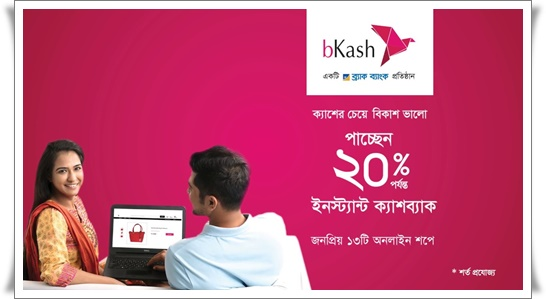 bKash
একটি ব্র্যাক ব্যাংক প্রতিষ্ঠান
ক্যাশের চেয়ে বিকাশ ভালো
পাচ্ছেন
২০%
পর্যন্ত
ইনস্ট্যান্ট ক্যাশব্যাক
জনপ্রিয় ১৩টি অনলাইন শপে
* শর্ত প্রযোজ্য